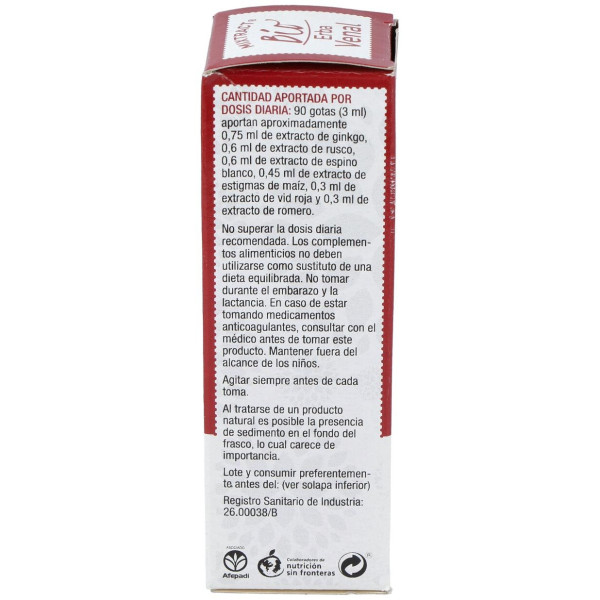 MIXTRACT
Bio
Erba
Venal
CANTIDAD APORTADA POR
DOSIS DIARIA: 90 gotas (3 ml)
aportan aproximadamente
0,75 ml de extracto de ginkgo,
0,6 ml de extracto de rusco,
0,6 ml de extracto de espino
blanco, 0,45 ml de extracto de
estigmas de maíz, 0,3 ml de
extracto de vid roja y 0,3 ml de
extracto de romero.
No superar la dosis diaria
recomendada. Los complemen-
tos alimenticios no deben
utilizarse como sustituto de una
dieta equilibrada. No tomar
durante el embarazo y la
lactancia. En caso de estar
tomando medicamentos
anticoagulantes, consultar con el
médico antes de tomar este
producto. Mantener fuera del
alcance de los niños.
Agitar siempre antes de cada
toma.
Al tratarse de un producto
natural es posible la presencia
de sedimento en el fondo del
frasco, lo cual carece de
importancia.
Lote y consumir preferentemen-
te antes del: (ver solapa inferior)
Registro Sanitario de Industria:
26.00038/B
Afepadi
Colaboradores de
nutrición
sin fronteras